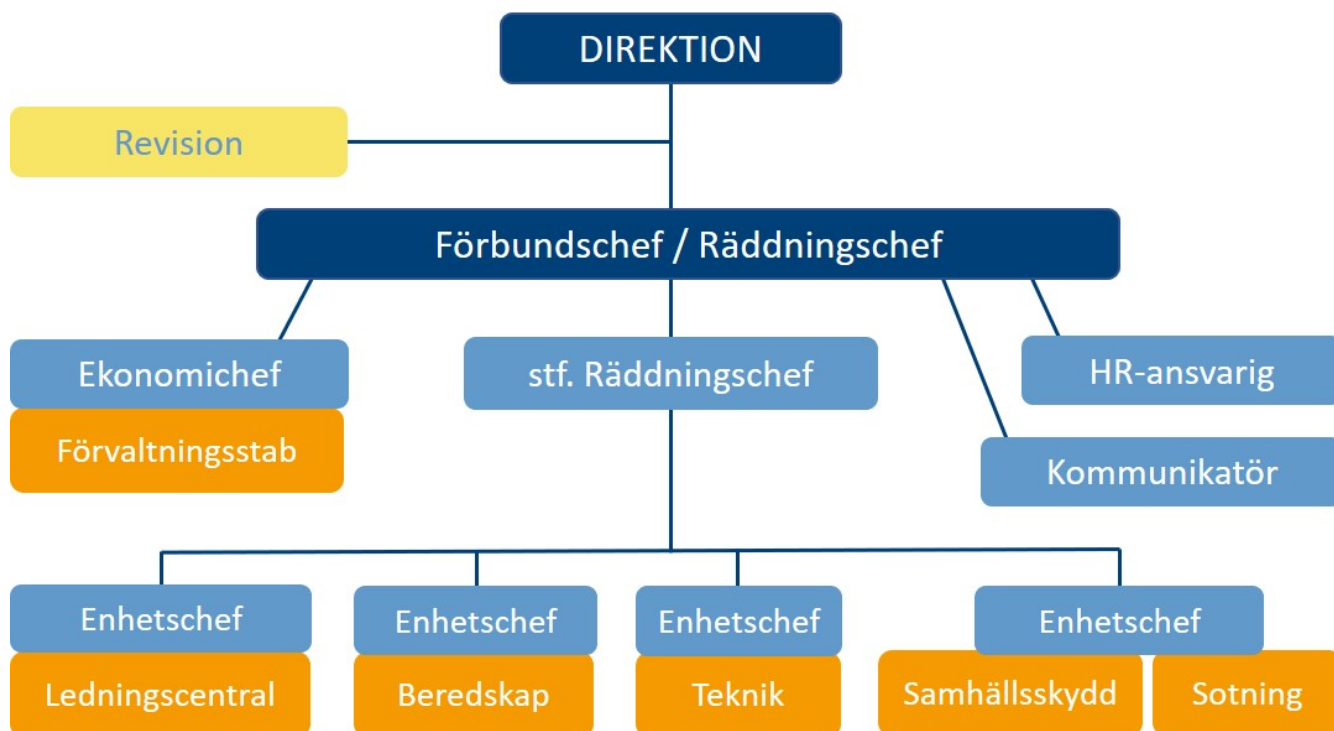 DIREKTION
Revision
Förbundschef / Räddningschef
Ekonomichef
Förvaltningsstab
stf. Räddningschef
HR-ansvarig
Kommunikatör
Enhetschef
Ledningscentral
Enhetschef
Beredskap
Enhetschef
Teknik
Enhetschef
Samhällsskydd
Sotning